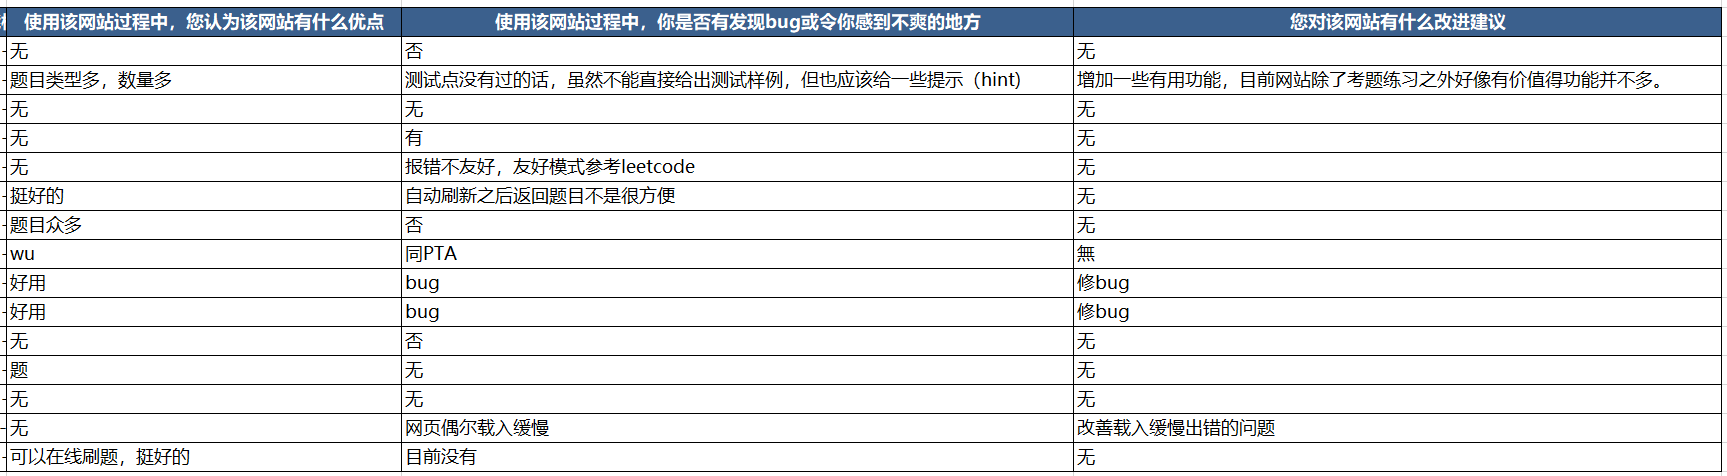 使用该网站过程中，您认为该网站有什么优点 使用该网站过程中，你是否有发现bug或令你感到不爽的地方 您对该网站有什么改进建议
无 否 无
题目类型多，数量多 测试点没有过的话，虽然不能直接给出测试样例，但也应该给一些提示（hint） 增加一些有用功能，目前网站除了考题练习之外好像有价值得功能并不多。
无 无 无
无 有 无
无 报错不友好，友好模式参考leetcode 无
挺好的 自动刷新之后返回题目不是很方便 无
题目众多 否 无
wu 同PTA 無
好用 bug 修bug
好用 bug 修bug
无 否 无
题 无 无
无 无 无
无 网页偶尔载入缓慢 改善载入缓慢出错的问题
可以在线刷题，挺好的 目前没有 无